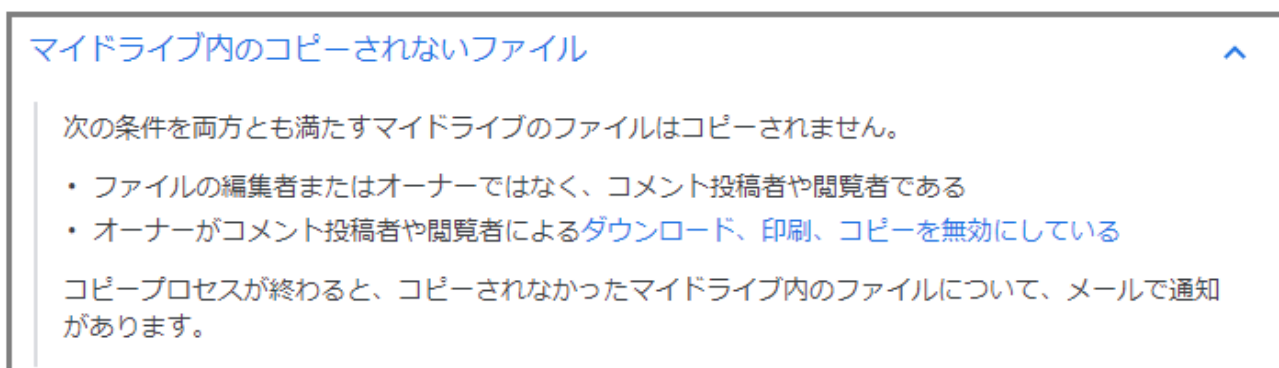 マイドライブ内のコピーされないファイル
次の条件を両方とも満たすマイドライブのファイルはコピーされません。
• ファイルの編集者またはオーナーではなく、コメント投稿者や閲覧者である
• オーナーがコメント投稿者や閲覧者によるダウンロード、印刷、コピーを無効にしている
コピープロセスが終わると、コピーされなかったマイドライブ内のファイルについて、メールで通知
があります。